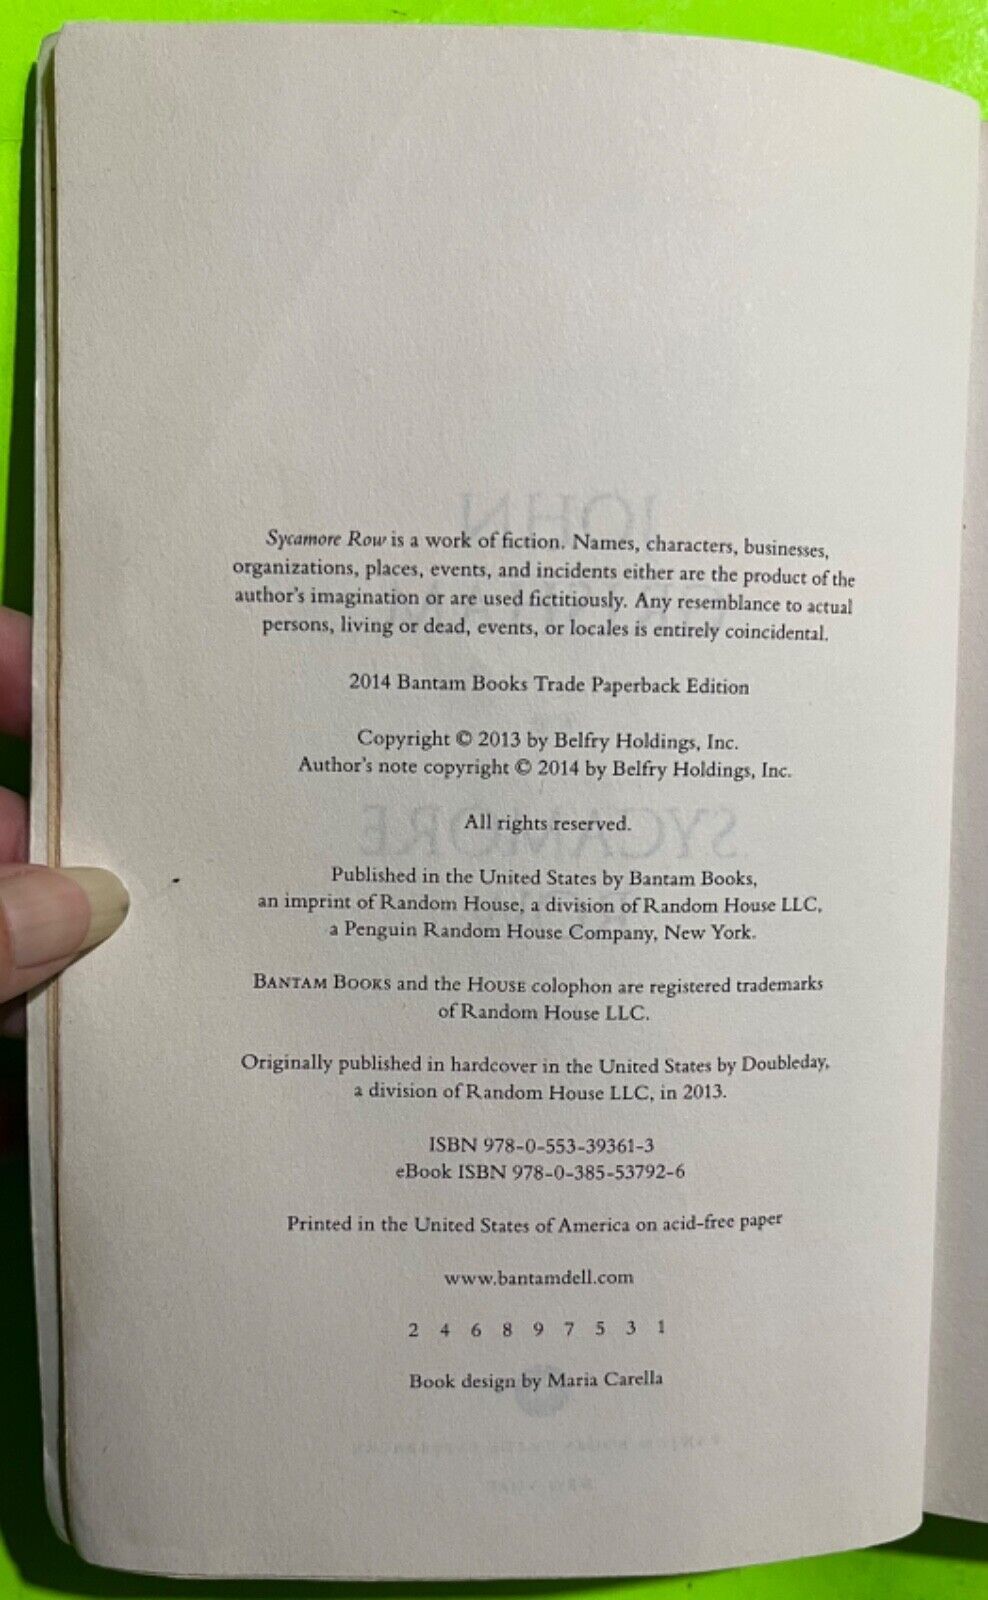 Sycamore Row is a work of fiction. Names, characters, businesses,
organizations, places, events, and incidents either are the product of the
author's imagination or are used fictitiously. Any resemblance to actual
persons, living or dead, events, or locales is entirely coincidental.
2014 Bantam Books Trade Paperback Edition
Copyright © 2013 by Belfry Holdings, Inc.
Author's note copyright © 2014 by Belfry Holdings, Inc.
All rights reserved.
Published in the United States by Bantam Books,
an imprint of Random House, a division of Random House LLC,
a Penguin Random House Company, New York.
BANTAM BOOKS and the HOUSE colophon are registered trademarks
of Random House LLC.
Originally published in hardcover in the United States by Doubleday,
a division of Random House LLC, in 2013.
ISBN 978-0-553-39361-3
eBook ISBN 978-0-385-53792-6
Printed in the United States of America on acid-free paper
www.bantamdell.com
2 4 6 8 9 7 5 3 1
Book design by Maria Carella